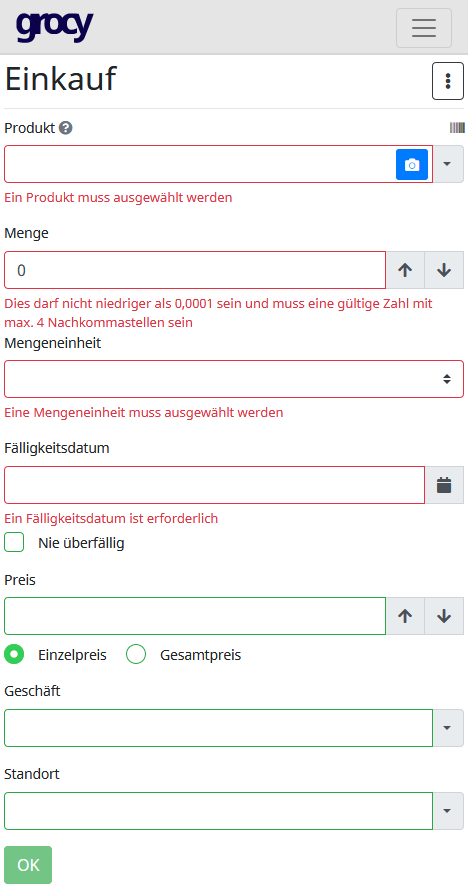 grocy
Einkauf
Produkt
Ein Produkt muss ausgewählt werden
Menge
0
Dies darf nicht niedriger als 0,0001 sein und muss eine gültige Zahl mit
max. 4 Nachkommastellen sein
Mengeneinheit
Eine Mengeneinheit muss ausgewählt werden
Fälligkeitsdatum
Ein Fälligkeitsdatum ist erforderlich
Nie überfällig
Preis
Einzelpreis Gesamtpreis
Geschäft
Standort
OK